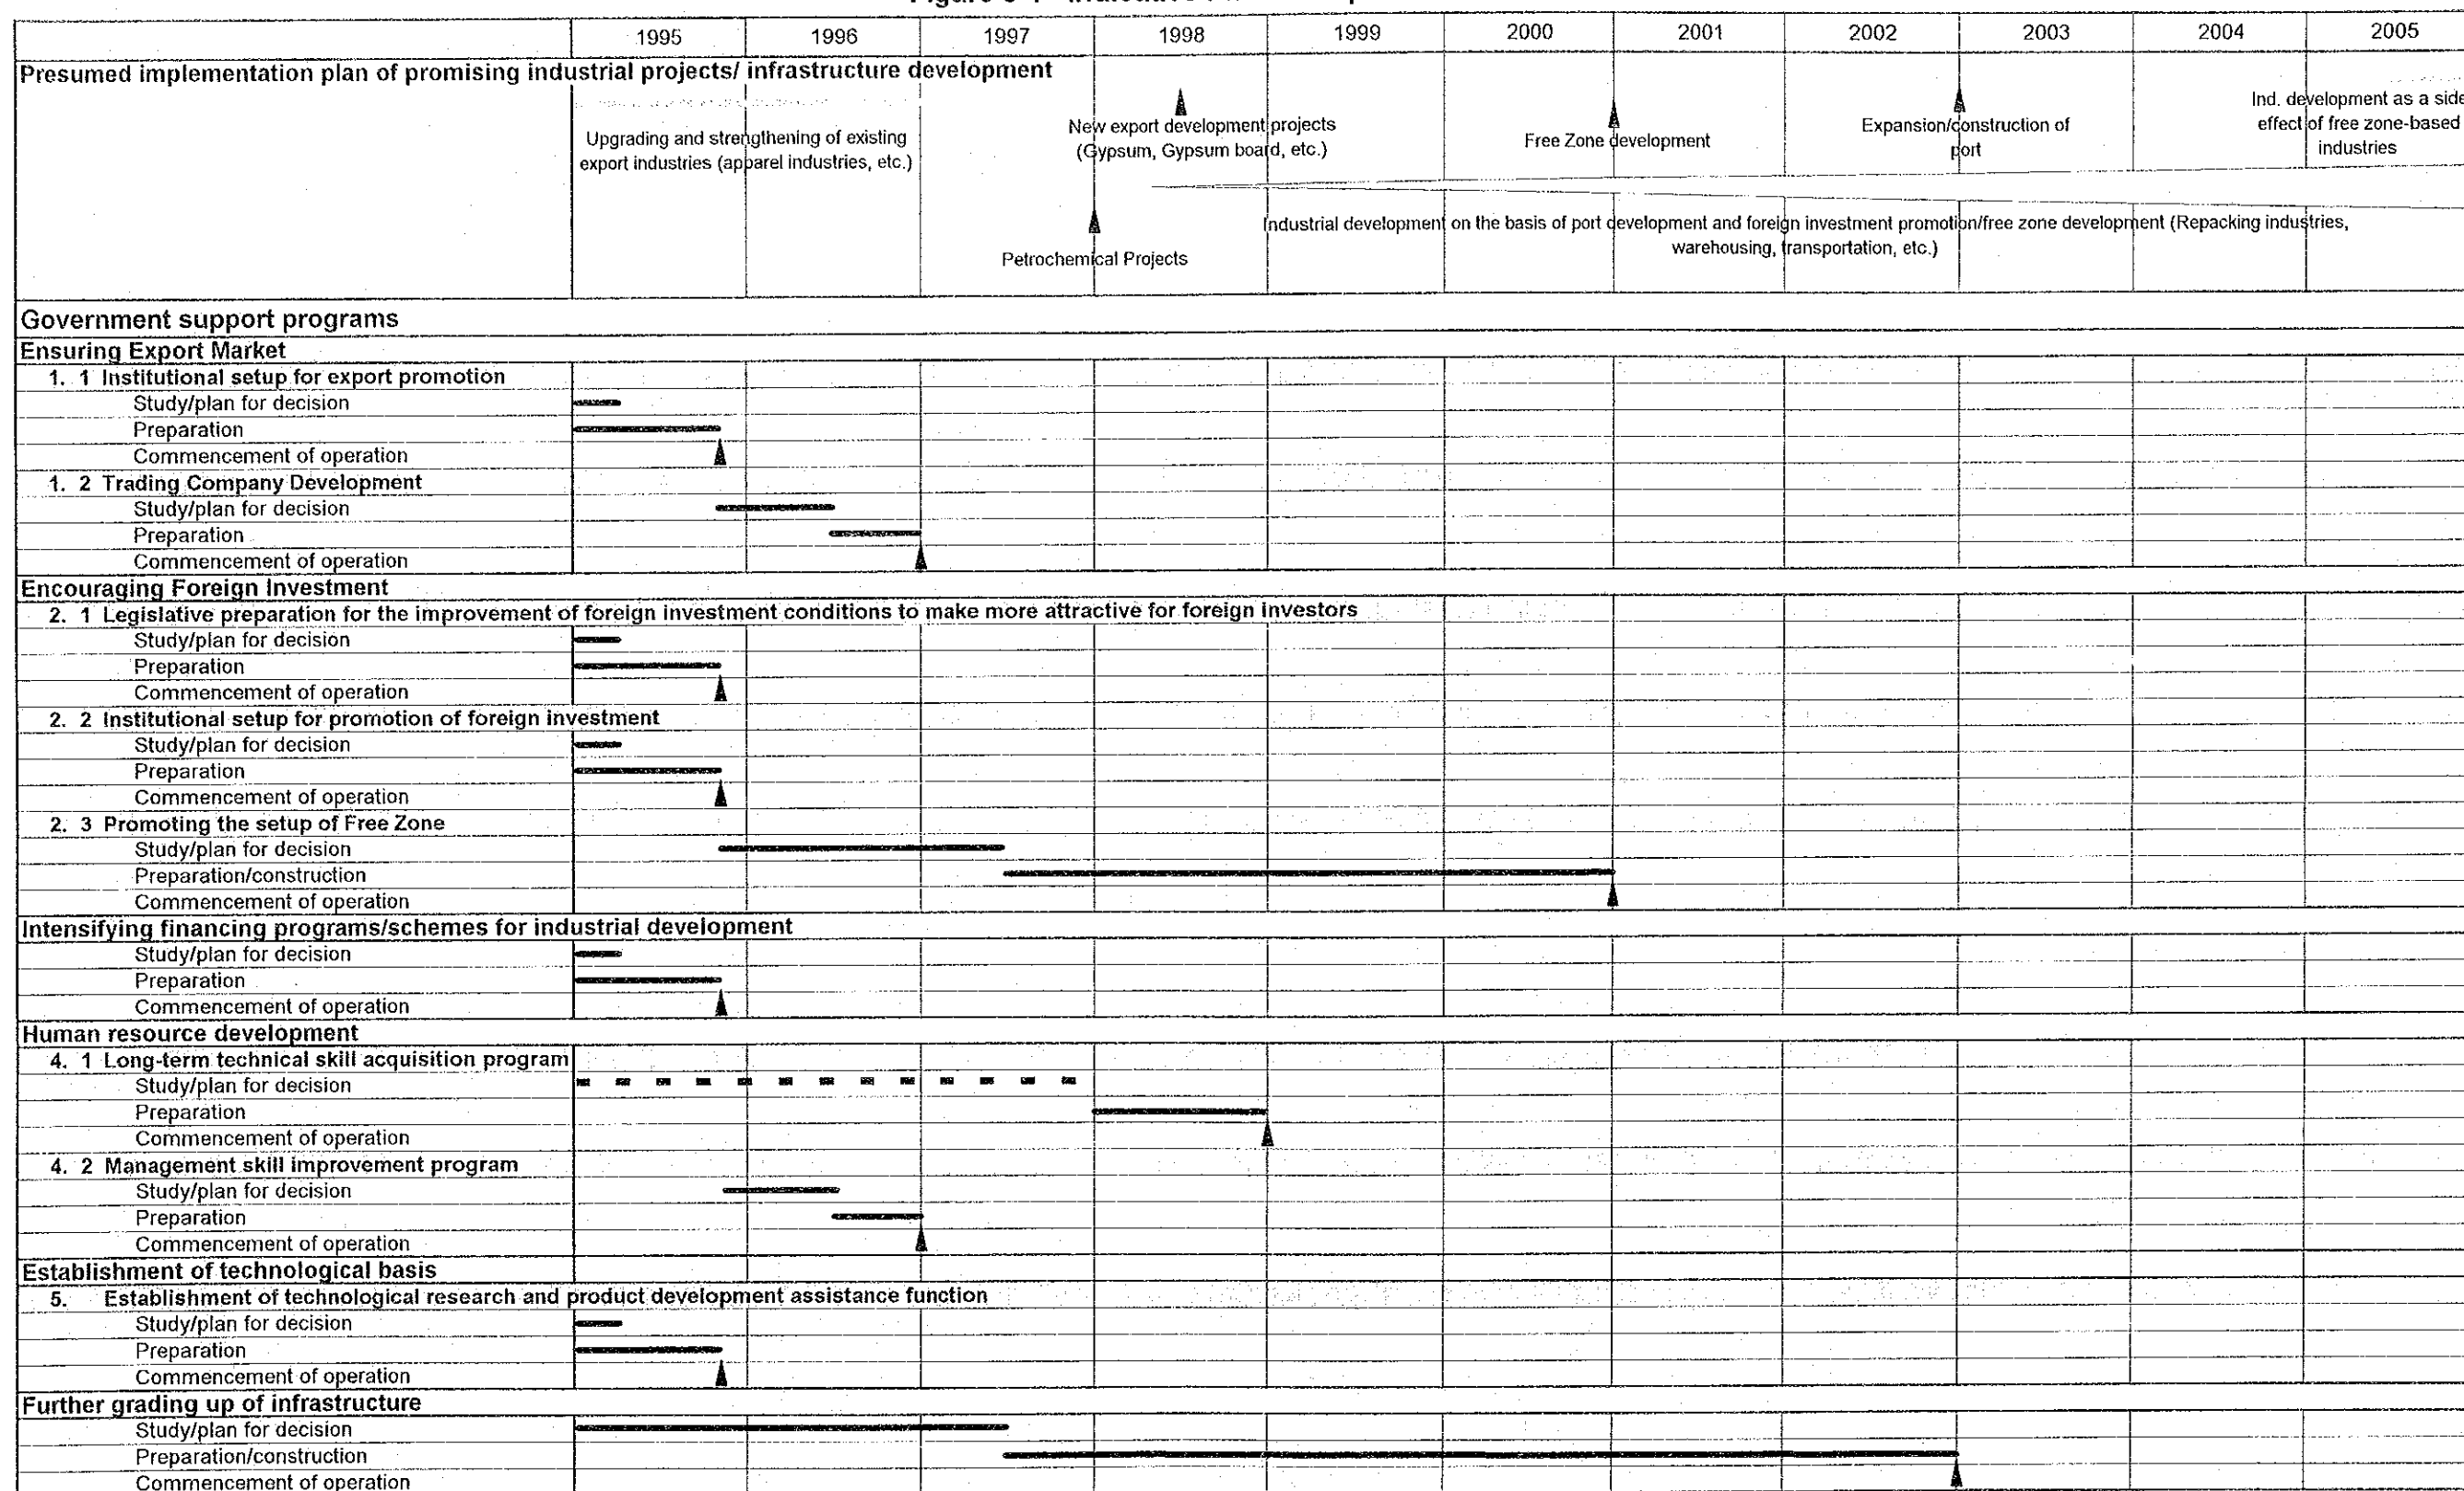 1995 1996 1997 1998 1999 2000 2001 2002 2003 2004 2005
Presumed implementation plan of promising industrial projects/ infrastructure development
Upgrading and strengthening of existing
export industries (apparel industries, etc.)
New export development projects
(Gypsum, Gypsum board, etc.)
Free Zone development
Expansion/construction of
port
Ind. development as a side
effect of free zone-based
industries
Industrial development on the basis of port development and foreign investment promotion/free zone development (Repacking industries,
warehousing, transportation, etc.)
Petrochemical Projects
Government support programs
Ensuring Export Market
1. 1 Institutional setup for export promotion
Study/plan for decision
Preparation
Commencement of operation
1. 2 Trading Company Development
Study/plan for decision
Preparation
Commencement of operation
Encouraging Foreign Investment
2. 1 Legislative preparation for the improvement of foreign investment conditions to make more attractive for foreign investors
Study/plan for decision
Preparation
Commencement of operation
2. 2 Institutional setup for promotion of foreign investment
Study/plan for decision
Preparation
Commencement of operation
2. 3 Promoting the setup of Free Zone
Study/plan for decision
Preparation/construction
Commencement of operation
Intensifying financing programs/schemes for industrial development
Study/plan for decision
Preparation
Commencement of operation
Human resource development
4. 1 Long-term technical skill acquisition program
Study/plan for decision
Preparation
Commencement of operation
4. 2 Management skill improvement program
Study/plan for decision
Preparation
Commencement of operation
Establishment of technological basis
5. Establishment of technological research and product development assistance function
Study/plan for decision
Preparation
Commencement of operation
Further grading up of infrastructure
Study/plan for decision
Preparation/construction
Commencement of operation